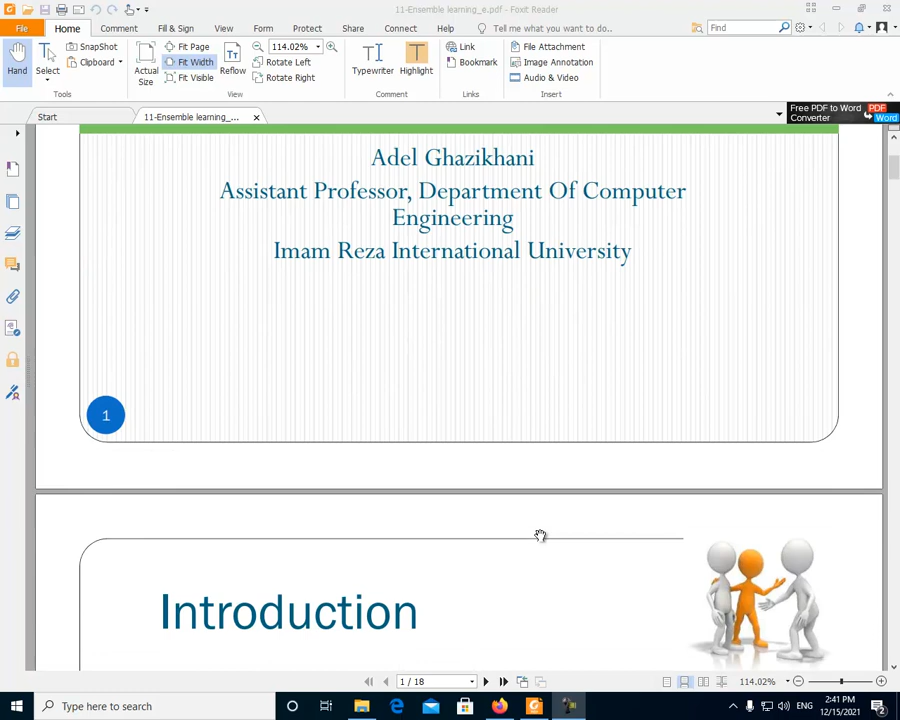 11-Ensemble learning_e.pdf - Foxit Reader
File Home Comment Fill & Sign View Form Protect Share Connect Help Tell me what you want to do.. Find
Hand
Select
SnapShot
Clipboard
Tools
Actual Size
Fit Page
Fit Width
Fit Visible
Reflow
114.02%
Rotate Left
Rotate Right
View
Typewriter
Highlight
Comment
Link
Bookmark
Links
File Attachment
Image Annotation
Audio & Video
Insert
Start 11-Ensemble learning_...
Free PDF to Word
Converter
PDF
Word
Adel Ghazikhani
Assistant Professor, Department Of Computer
Engineering
Imam Reza International University
1
Introduction
1 / 18 114.02%
Type here to search
ENG
2:41 PM
12/15/2021
2